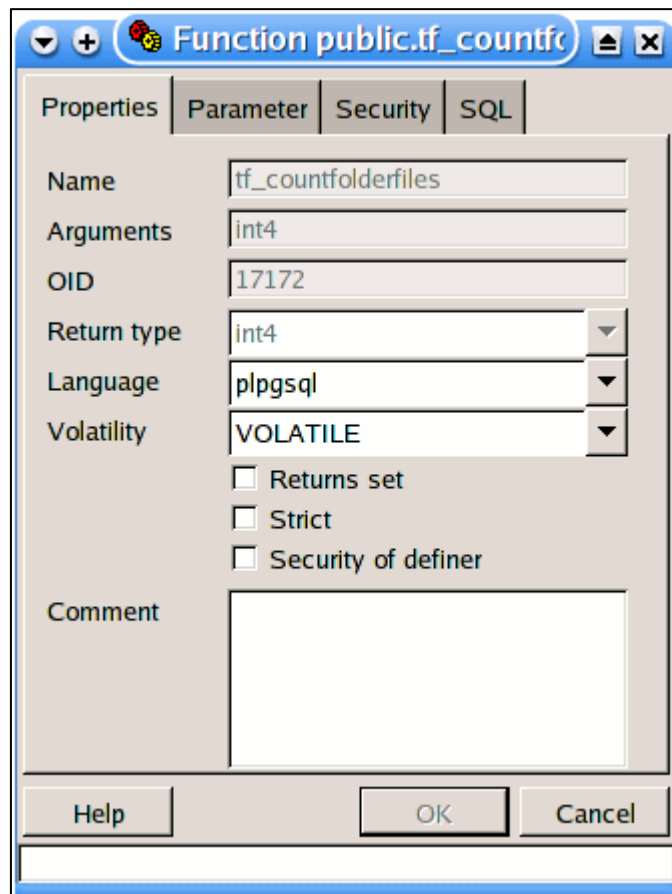 Function public.tf_countfo
Properties Parameter Security SQL
Name tf_countfolderfiles
Arguments int4
OID 17172
Return type int4
Language plpgsql
Volatility VOLATILE
Returns set
Strict
Security of definer
Comment
Help OK Cancel